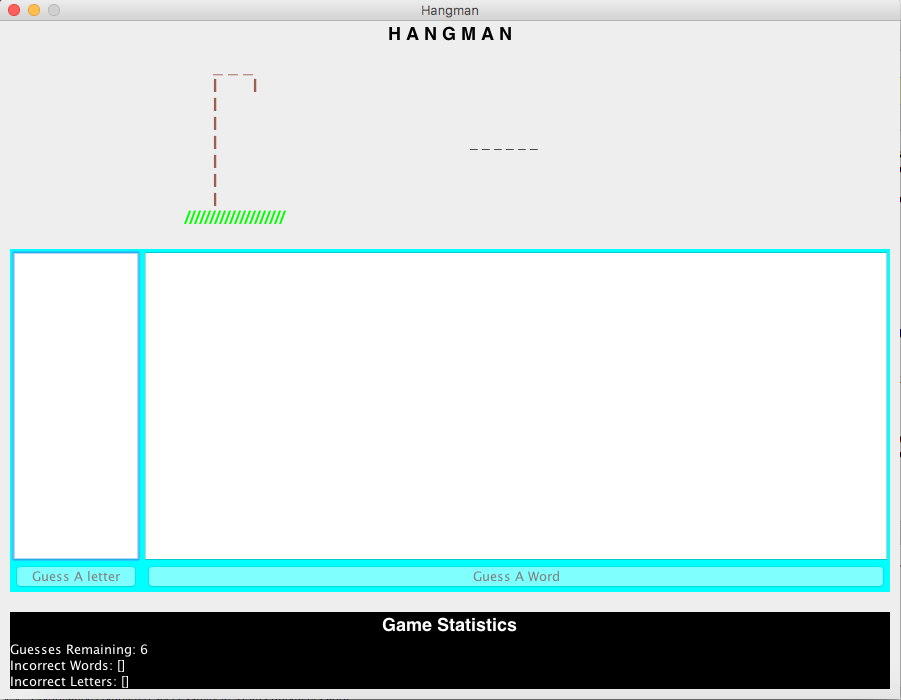 Hangman
H A N G M A N
_ _ _
|   |
|
|
|
|
|
|
_ _ _ _ _ _
////////////////////
Guess A letter
Guess A Word
Game Statistics
Guesses Remaining: 6
Incorrect Words: []
Incorrect Letters: []